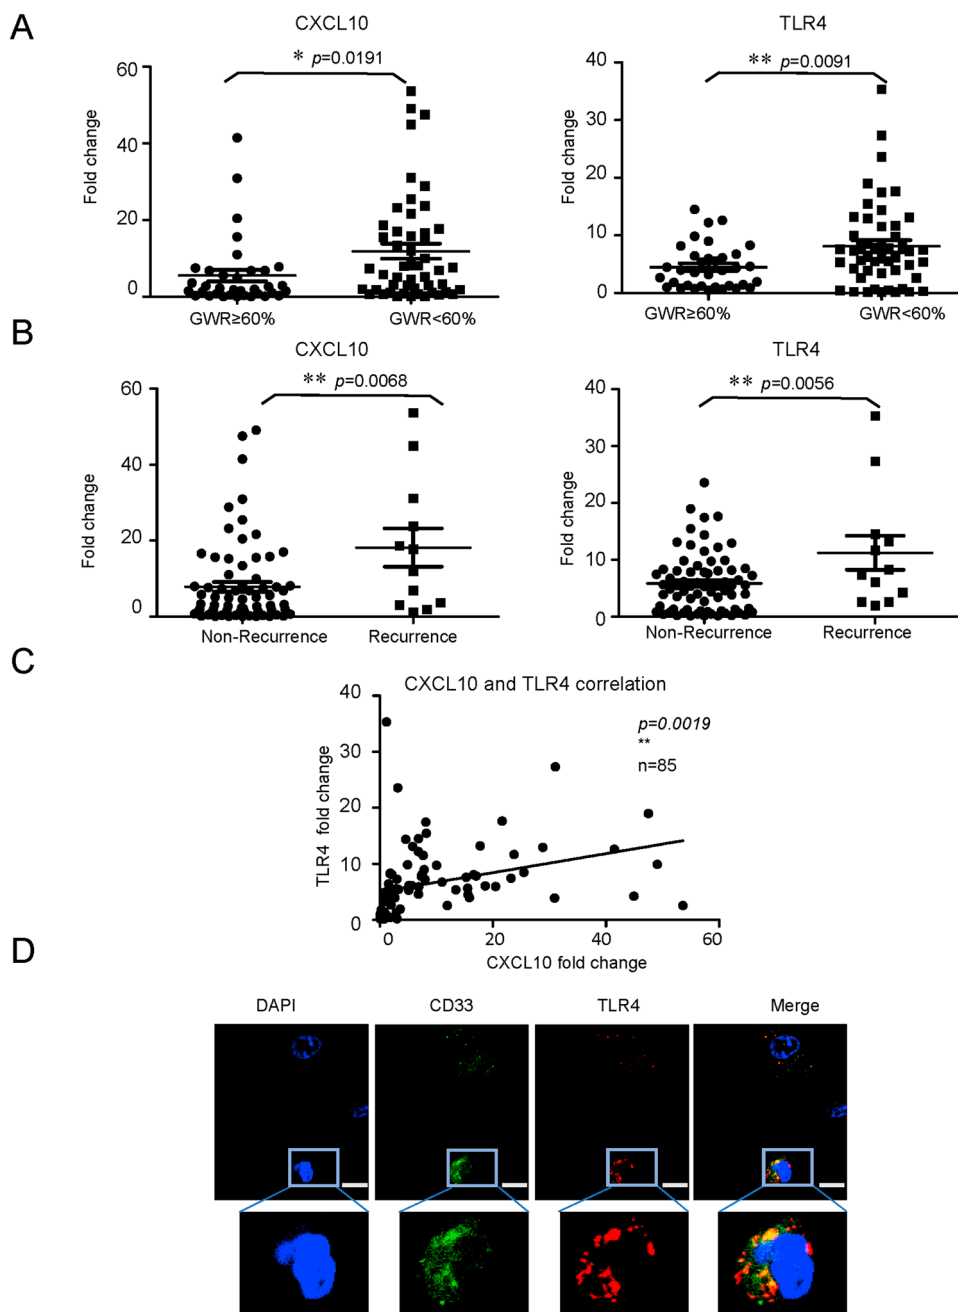 A
CXCL10
TLR4
* p=0.0191
** p=0.0091
60
40
20
0
Fold change
GWR≥60%
GWR<60%
40
30
20
10
0
Fold change
GWR≥60%
GWR<60%
B
CXCL10
TLR4
** p=0.0068
** p=0.0056
60
40
20
0
Fold change
Non-Recurrence
Recurrence
40
30
20
10
0
Fold change
Non-Recurrence
Recurrence
C
CXCL10 and TLR4 correlation
p=0.0019
**
n=85
40
30
20
10
0
TLR4 fold change
0
20
40
60
CXCL10 fold change
D
DAPI
CD33
TLR4
Merge